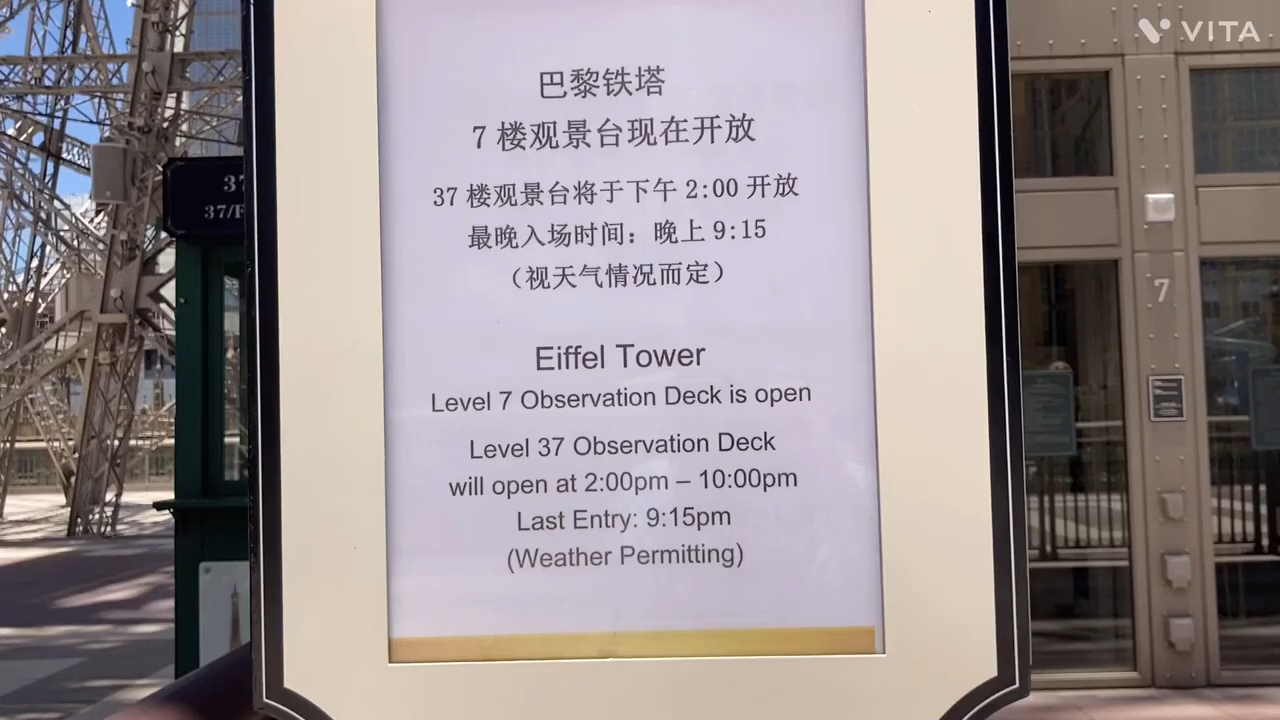 VITA
巴黎铁塔
7 楼观景台现在开放
37 楼观景台将于下午 2:00 开放
最晚入场时间：晚上 9:15
（视天气情况而定）
Eiffel Tower
Level 7 Observation Deck is open
Level 37 Observation Deck
will open at 2:00pm – 10:00pm
Last Entry: 9:15pm
(Weather Permitting)
37
37/F
7